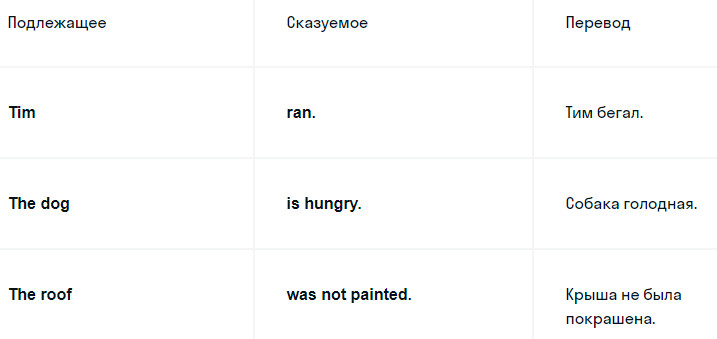 Подлежащее Сказуемое Перевод
Tim ran. Тим бегал.
The dog is hungry. Собака голодная.
The roof was not painted. Крыша не была
покрашена.